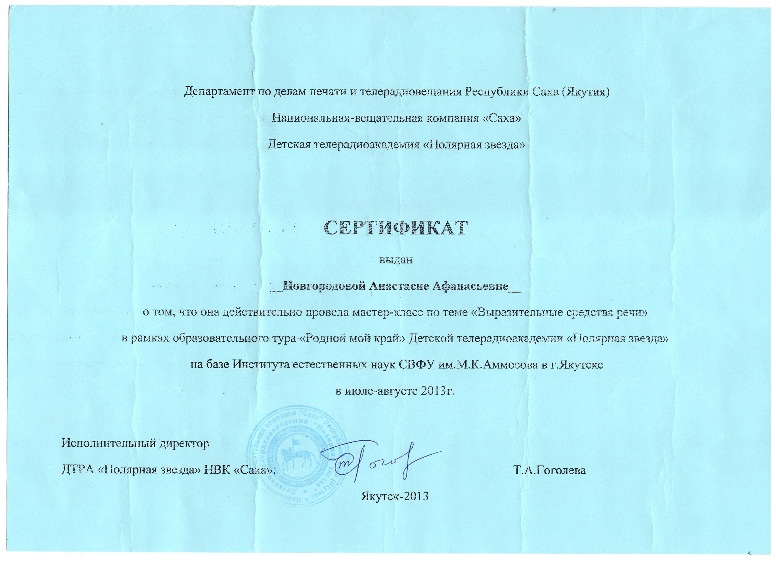 Департамент по делам печати и телерадиовещания Республики Саха (Якутия)
Национальная-вещательная компания «Саха»
Детская телерадиоакадемия «Полярная звезда»
СЕРТИФИКАТ
выдан
__Новгородовой Анастасие Афанасьевне__
о том, что она действительно провела мастер-класс по теме «Выразительные средства речи»
в рамках образовательного тура «Родной мой край» Детской телерадиоакадемии «Полярная звезда»
на базе Института естественных наук СВФУ им.М.К.Аммосова в г.Якутске
в июле-августе 2013г.
Исполнительный директор
ДТРА «Полярная звезда» НВК «Саха»:
Т.А.Гоголева
Якутск-2013